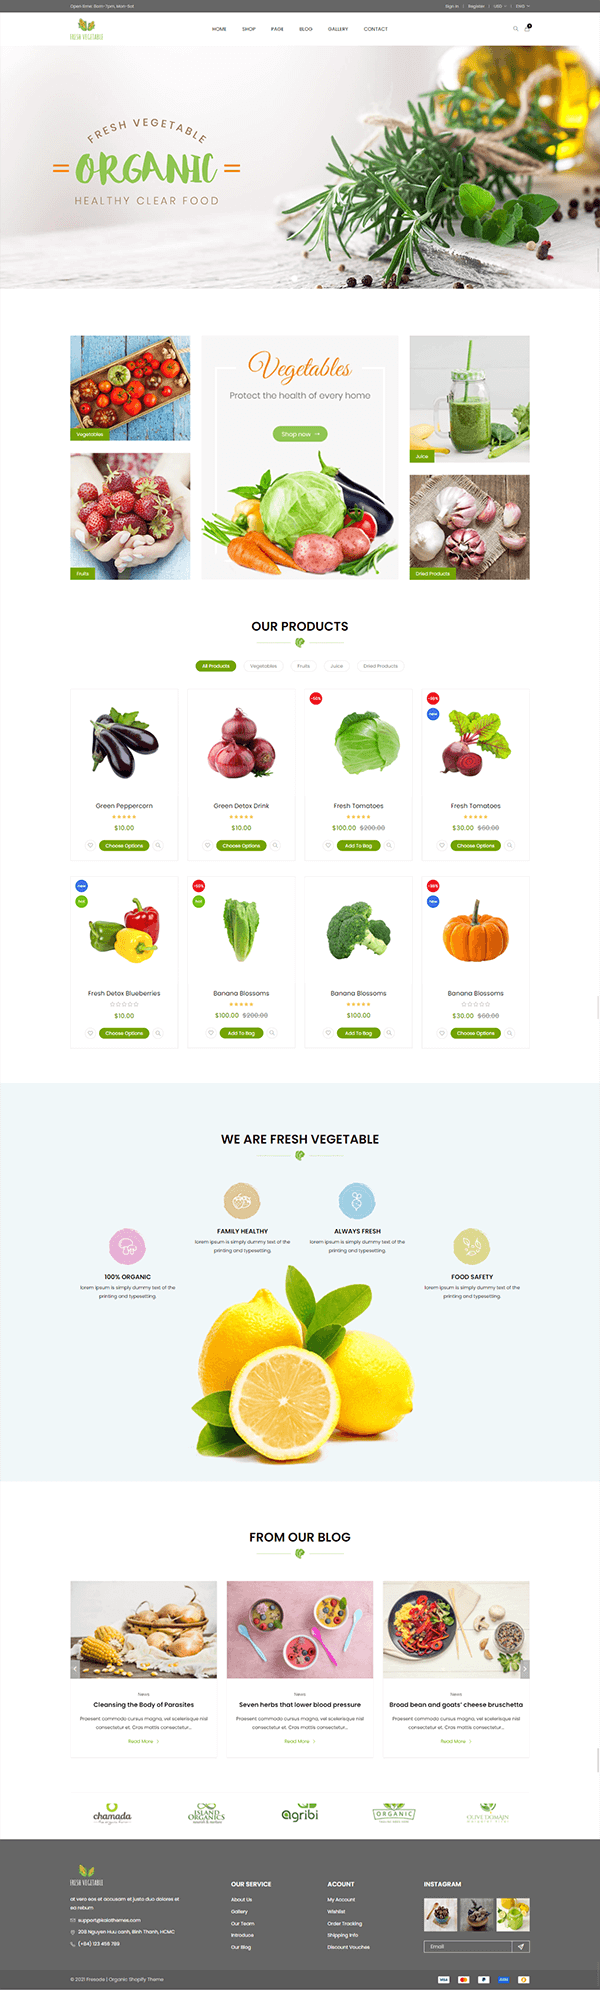 Open time: 8am-7pm, Mon-Sat
Sign In | Register | USD | ENG
FRESH VEGETABLE
HOME SHOP PAGE BLOG GALLERY CONTACT
0
FRESH VEGETABLE
ORGANIC
HEALTHY CLEAR FOOD
Vegetables
Fruits
Vegetables
Protect the health of every home
Shop now →
Juice
Dried Products
OUR PRODUCTS
All Products Vegetables Fruits Juice Dried Products
-50%
new
Green Peppercorn
$10.00
Choose Options
Green Detox Drink
$10.00
Choose Options
Fresh Tomatoes
$100.00 $200.00
Add To Bag
Fresh Tomatoes
$30.00 $60.00
Choose Options
new
hot
-50%
hot
new
Fresh Detox Blueberries
$10.00
Choose Options
Banana Blossoms
$100.00 $200.00
Add To Bag
Banana Blossoms
$100.00
Add To Bag
Banana Blossoms
$30.00 $60.00
Choose Options
WE ARE FRESH VEGETABLE
100% ORGANIC
lorem ipsum is simply dummy text of the
printing and typesetting.
FAMILY HEALTHY
lorem ipsum is simply dummy text of the
printing and typesetting.
ALWAYS FRESH
lorem ipsum is simply dummy text of the
printing and typesetting.
FOOD SAFETY
lorem ipsum is simply dummy text of the
printing and typesetting.
FROM OUR BLOG
News
Cleansing the Body of Parasites
Praesent commodo cursus magna, vel scelerisque nisl
consectetur et. Cras mattis consectetur...
Read More >
News
Seven herbs that lower blood pressure
Praesent commodo cursus magna, vel scelerisque nisl
consectetur et. Cras mattis consectetur...
Read More >
News
Broad bean and goats' cheese bruschetta
Praesent commodo cursus magna, vel scelerisque nisl
consectetur et. Cras mattis consectetur...
Read More >
chamada
ISLAND
ORGANICS
agribi
ORGANIC
OLIVE DOMAIN
FRESH VEGETABLE
at vero eos et accusam et justo duo dolores et
ea rebum
support@kalathemes.com
209 Nguyen Huu canh, Binh Thanh, HCMC
(+84) 123 456 789
OUR SERVICE
About Us
Gallery
Our Team
Introduce
Our Blog
ACOUNT
My Account
Wishlist
Order Tracking
Shipping Info
Discount Vouches
INSTAGRAM
Email
© 2021 Fresode | Organic Shopify Theme